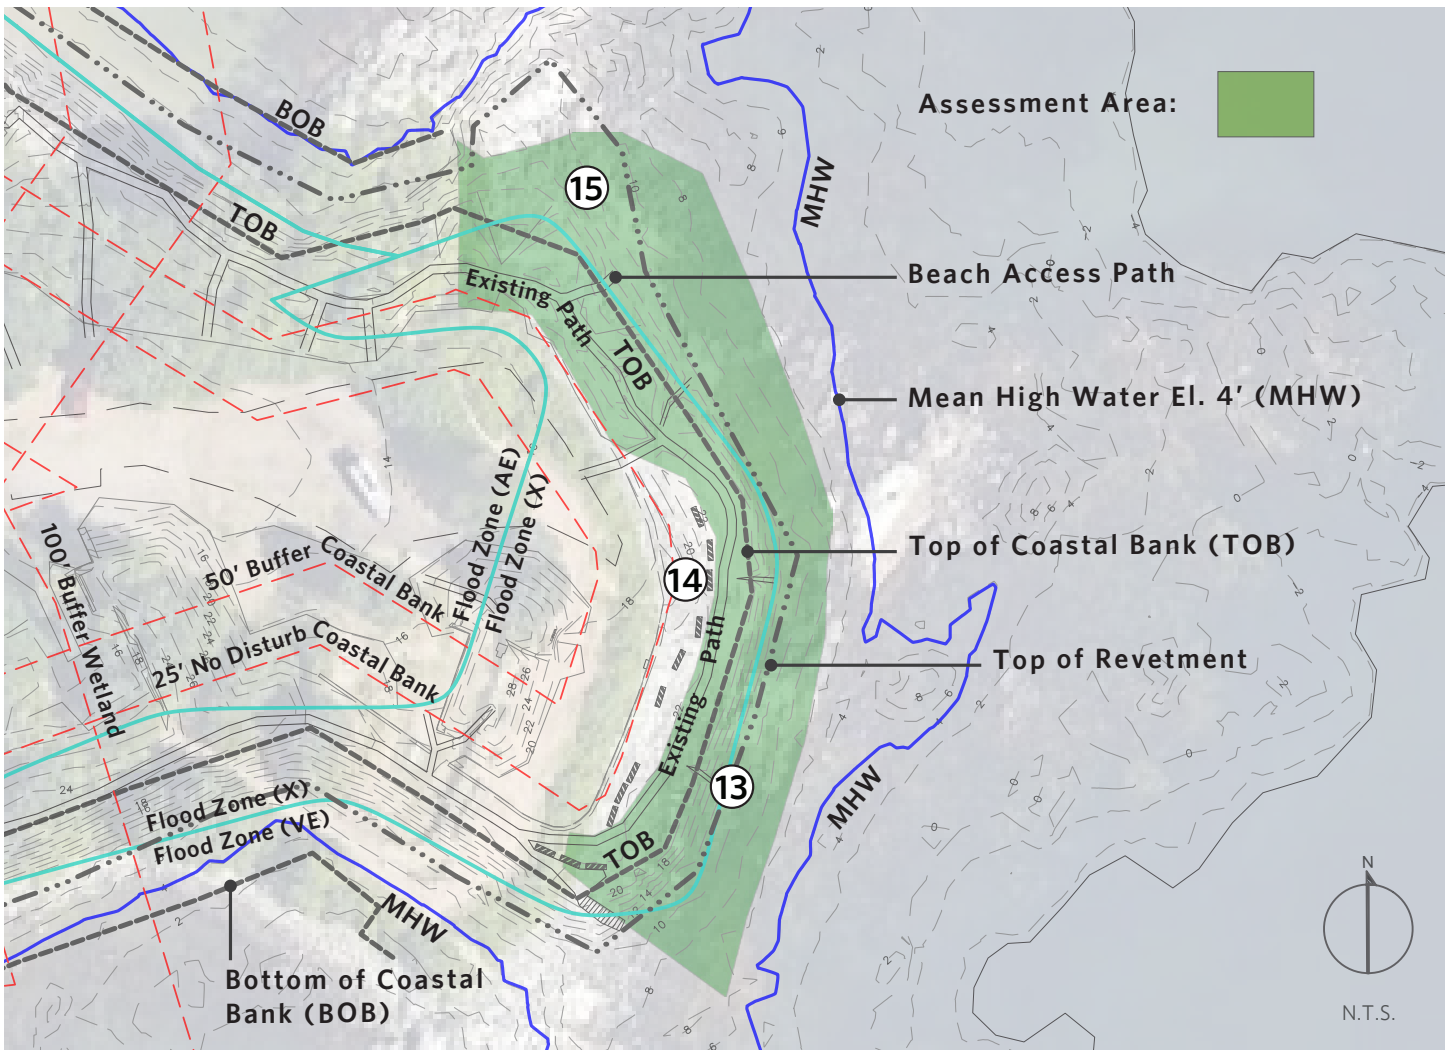 Assessment Area:
BOB
15
MHW
TOB
Beach Access Path
Existing Path
TOB
Mean High Water El. 4' (MHW)
14
Flood Zone (AE)
Flood Zone (X)
100' Buffer Wetland
50' Buffer Coastal Bank
Top of Coastal Bank (TOB)
14
25' No Disturb Coastal Bank
Existing Path
Top of Revetment
24
Flood Zone (X)
Flood Zone (VE)
13
MHW
TOB
MHW
N
Bottom of Coastal
Bank (BOB)
N.T.S.